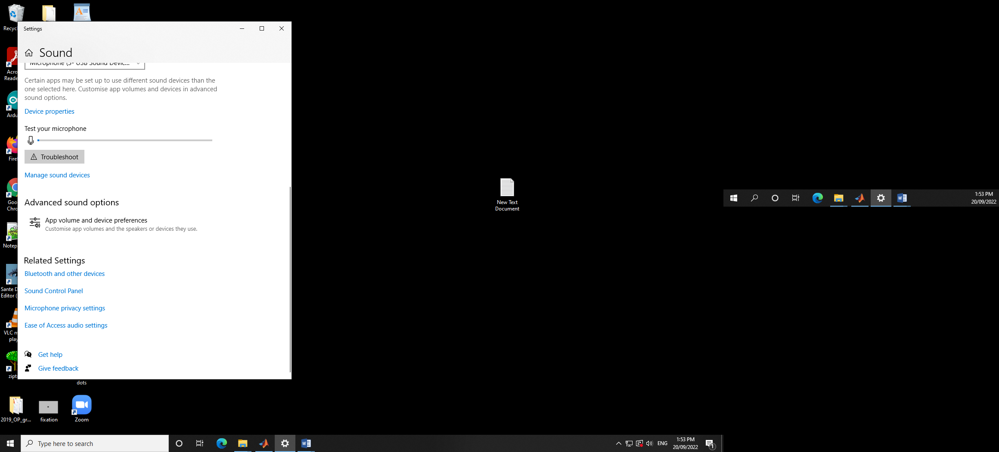 Recycl
Settings
Sound
Microphone (3- USB Sound Devic...
Certain apps may be set up to use different sound devices than the
one selected here. Customise app volumes and devices in advanced
sound options.
Device properties
Test your microphone
Troubleshoot
Manage sound devices
Advanced sound options
App volume and device preferences
Customise app volumes and the speakers or devices they use.
Related Settings
Bluetooth and other devices
Sound Control Panel
Microphone privacy settings
Ease of Access audio settings
Get help
Give feedback
Acro
Reade
Ardu
Firef
Goo
Chro
Notep
Sante D
Editor (
VLC m
play
zipt
dots
2019_OP_gr...
fixation
Zoom
New Text
Document
1:53 PM
20/09/2022
Type here to search
ENG
1:53 PM
20/09/2022
1